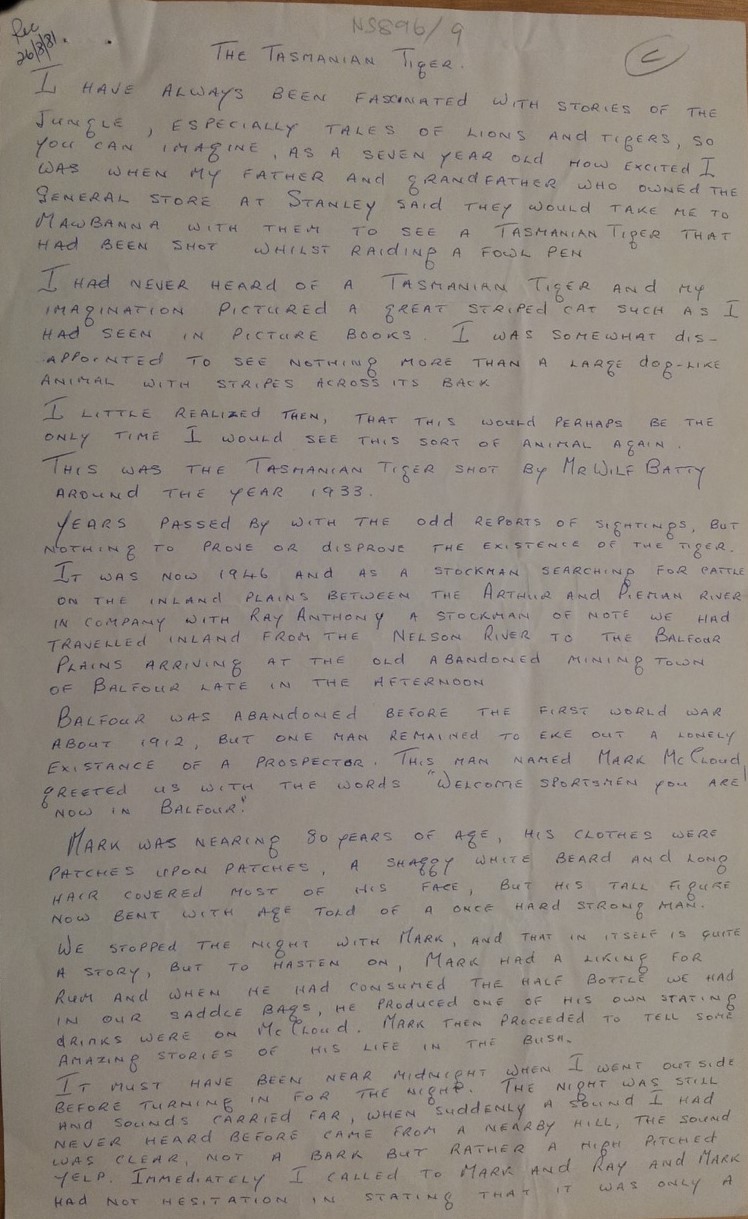 Rec
26/3/81.
NS896/9
C
THE TASMANIAN TIGER.
I HAVE ALWAYS BEEN FASCINATED WITH STORIES OF THE
JUNGLE, ESPECIALLY TALES OF LIONS AND TIGERS, SO
YOU CAN IMAGINE, AS A SEVEN YEAR OLD HOW EXCITED I
WAS WHEN MY FATHER AND GRANDFATHER WHO OWNED THE
GENERAL STORE AT STANLEY SAID THEY WOULD TAKE ME TO
MAWBANNA WITH THEM TO SEE A TASMANIAN TIGER THAT
HAD BEEN SHOT WHILST RAIDING A FOWL PEN
I HAD NEVER HEARD OF A TASMANIAN TIGER AND MY
IMAGINATION PICTURED A GREAT STRIPED CAT SUCH AS I
HAD SEEN IN PICTURE BOOKS. I WAS SOMEWHAT DIS-
APPOINTED TO SEE NOTHING MORE THAN A LARGE DOG-LIKE
ANIMAL WITH STRIPES ACROSS ITS BACK
I LITTLE REALIZED THEN, THAT THIS WOULD PERHAPS BE THE
ONLY TIME I WOULD SEE THIS SORT OF ANIMAL AGAIN.
THIS WAS THE TASMANIAN TIGER SHOT BY MR WILF BATTY
AROUND THE YEAR 1933.
YEARS PASSED BY WITH THE ODD REPORTS OF SIGHTINGS, BUT
NOTHING TO PROVE OR DISPROVE THE EXISTENCE OF THE TIGER.
IT WAS NOW 1946 AND AS A STOCKMAN SEARCHING FOR CATTLE
ON THE INLAND PLAINS BETWEEN THE ARTHUR AND PIEMAN RIVER
IN COMPANY WITH RAY ANTHONY A STOCKMAN OF NOTE WE HAD
TRAVELLED INLAND FROM THE NELSON RIVER TO THE BALFOUR
PLAINS ARRIVING AT THE OLD ABANDONED MINING TOWN
OF BALFOUR LATE IN THE AFTERNOON
BALFOUR WAS ABANDONED BEFORE THE FIRST WORLD WAR
ABOUT 1912, BUT ONE MAN REMAINED TO EKE OUT A LONELY
EXISTANCE OF A PROSPECTOR. THIS MAN NAMED MARK MCCLOUD
GREETED US WITH THE WORDS "WELCOME SPORTSMEN YOU ARE
NOW IN BALFOUR."
MARK WAS NEARING 80 YEARS OF AGE, HIS CLOTHES WERE
PATCHES UPON PATCHES, A SHAGGY WHITE BEARD AND LONG
HAIR COVERED MOST OF HIS FACE, BUT HIS TALL FIGURE
NOW BENT WITH AGE TOLD OF A ONCE HARD STRONG MAN.
WE STOPPED THE NIGHT WITH MARK, AND THAT IN ITSELF IS QUITE
A STORY, BUT TO HASTEN ON, MARK HAD A LIKING FOR
RUM AND WHEN HE HAD CONSUMED THE HALF BOTTLE WE HAD
IN OUR SADDLE BAGS, HE PRODUCED ONE OF HIS OWN STATING
DRINKS WERE ON MCCLOUD. MARK THEN PROCEEDED TO TELL SOME
AMAZING STORIES OF HIS LIFE IN THE BUSH.
IT MUST HAVE BEEN NEAR MIDNIGHT WHEN I WENT OUTSIDE
BEFORE TURNING IN FOR THE NIGHT. THE NIGHT WAS STILL
AND SOUNDS CARRIED FAR, WHEN SUDDENLY A SOUND I HAD
NEVER HEARD BEFORE CAME FROM A NEARBY HILL, THE SOUND
WAS CLEAR, NOT A BARK BUT RATHER A HIGH PITCHED
YELP. IMMEDIATELY I CALLED TO MARK AND RAY AND MARK
HAD NOT HESITATION IN STATING THAT IT WAS ONLY A